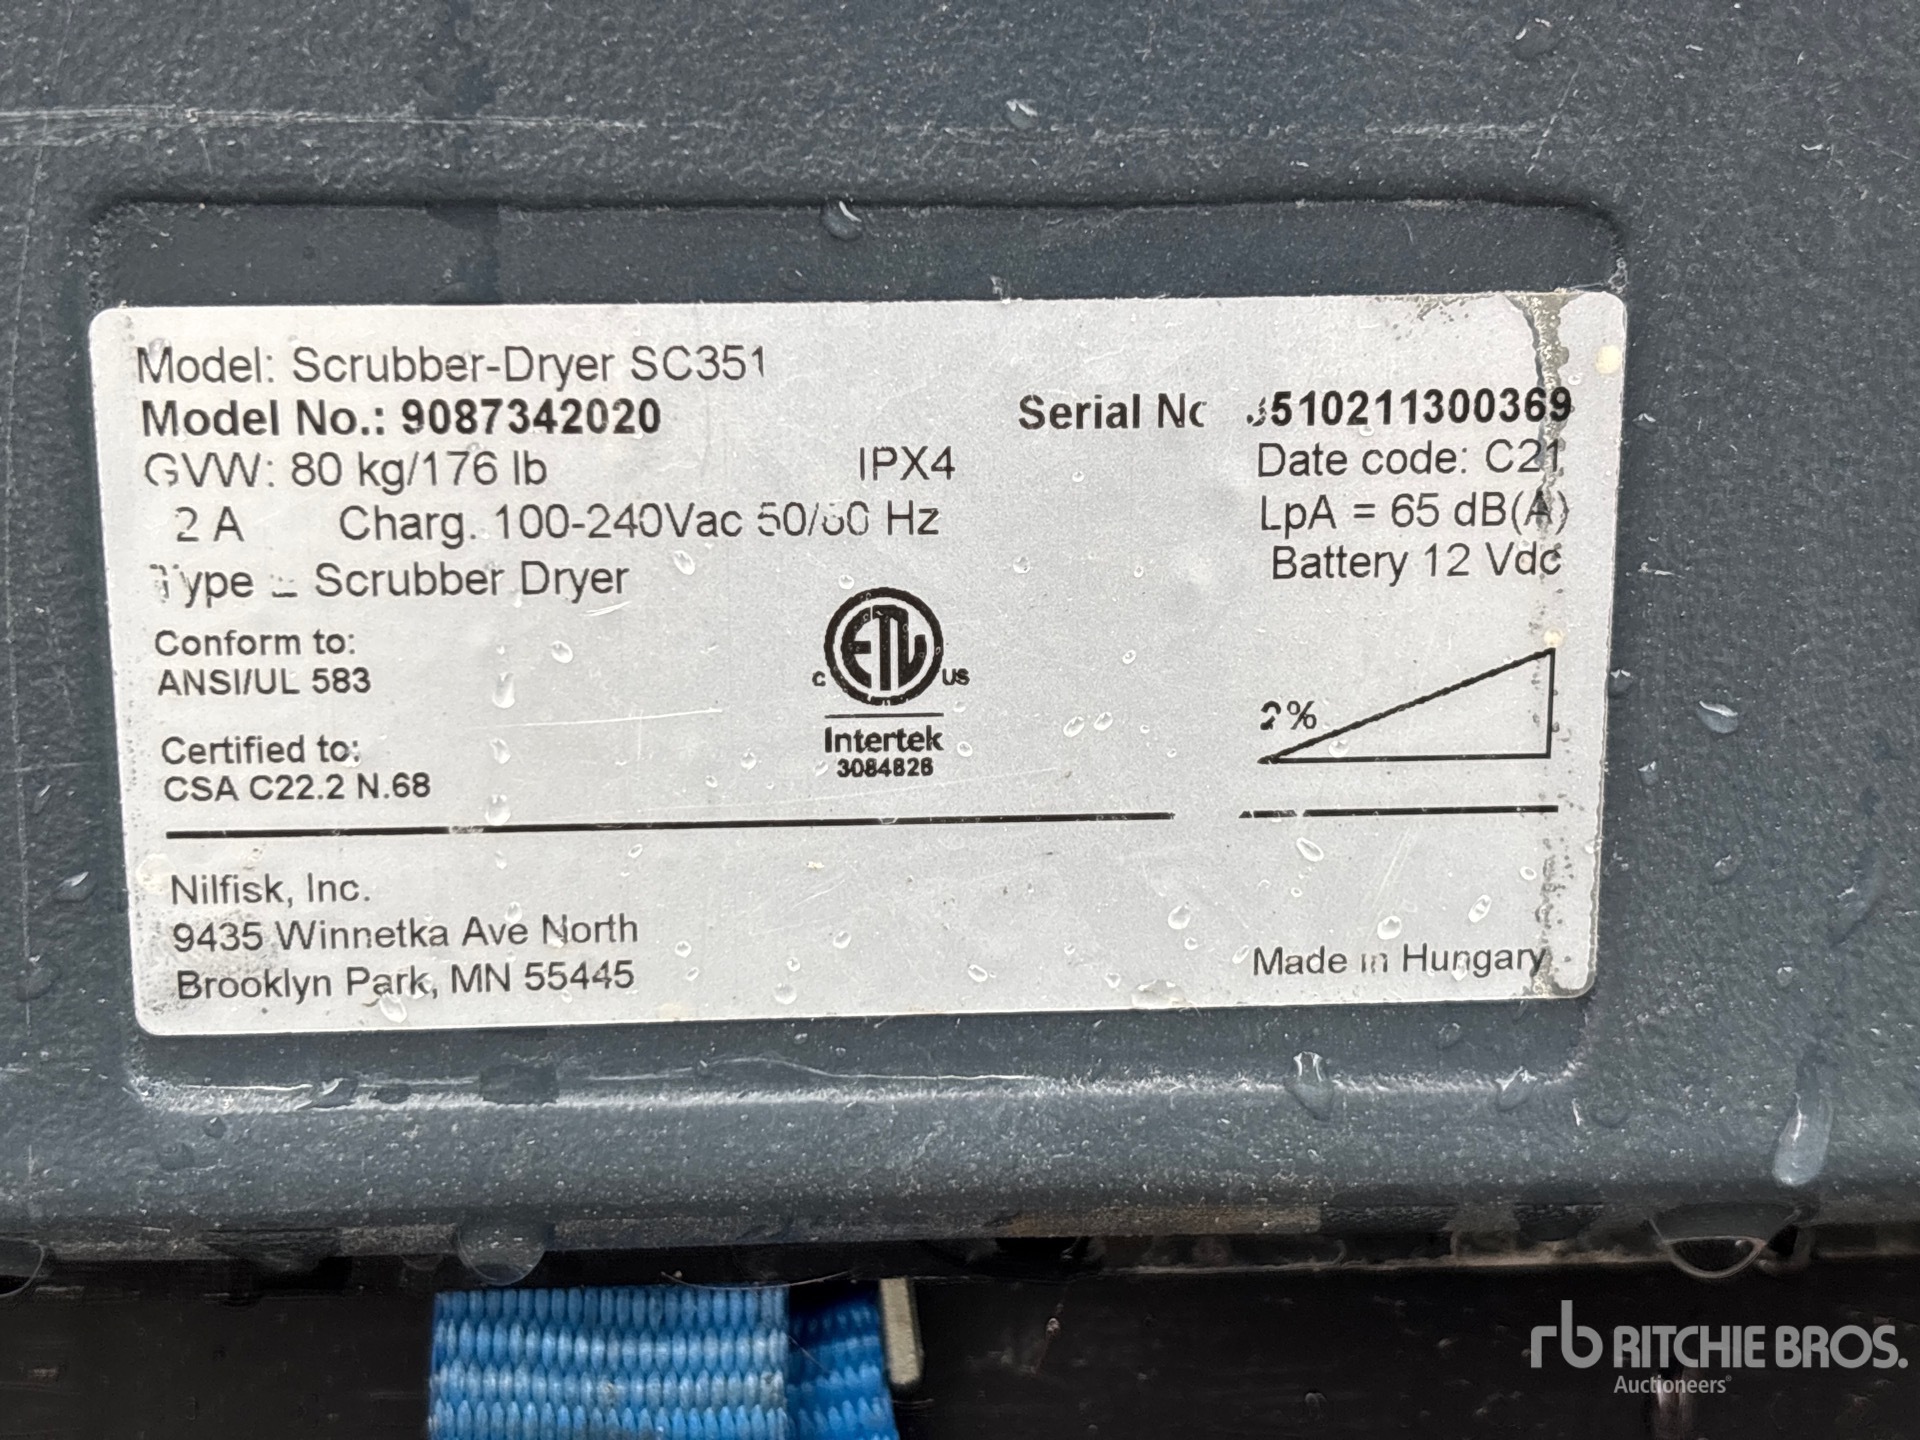 Model: Scrubber-Dryer SC351
Model No.: 9087342020
Serial
GVW: 80 kg/176 lb
IPX4
Date code: C21
2 A
Charg. 100-240Vac 50/60 Hz
LpA = 65 dB(A)
Battery 12 Vdc
Type
Scrubber Dryer
Conform to:
ANSI/UL 583
ETL
C
US
Intertek
3084828
2%
Certified to:
CSA C22.2 N.68
Nilfisk, Inc.
9435 Winnetka Ave North
Brooklyn Park, MN 55445
Made in Hungary
rb RITCHIE BROS.
Auctioneers